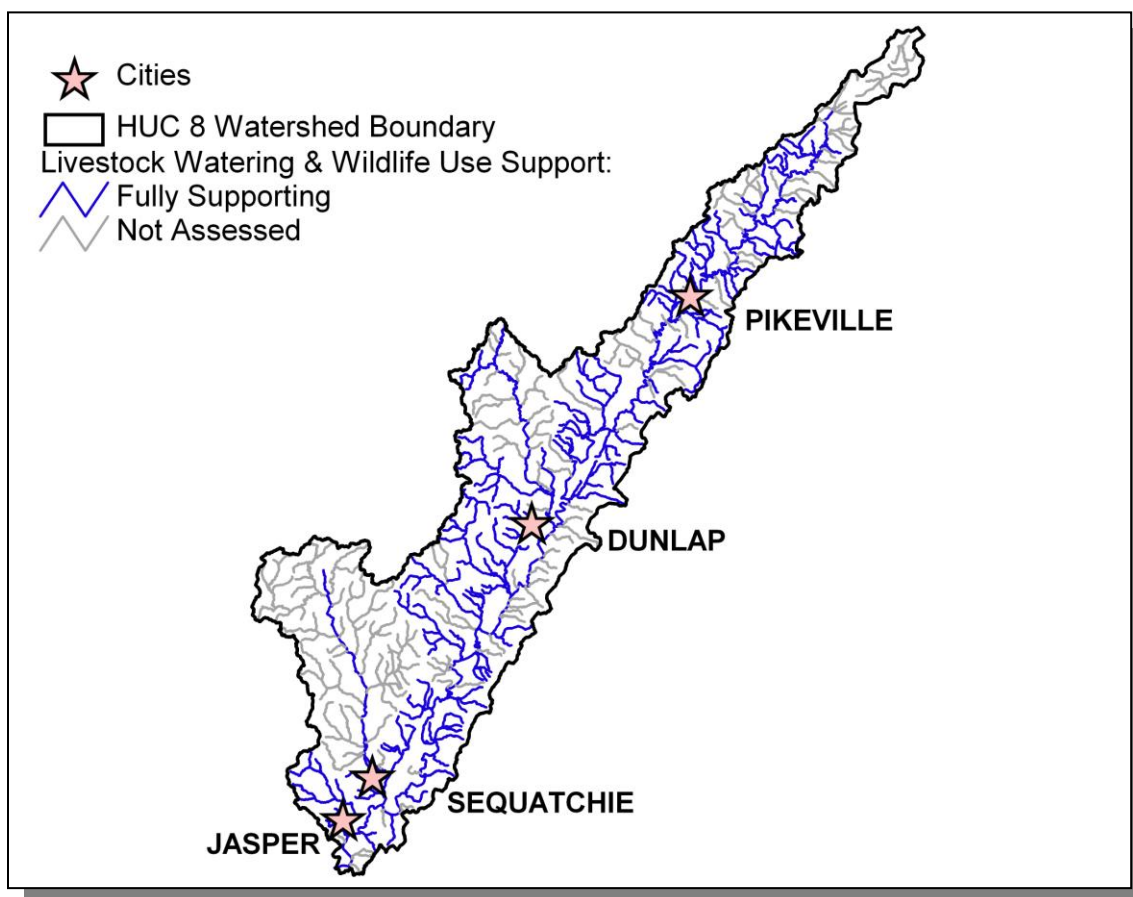 Cities
HUC 8 Watershed Boundary
Livestock Watering & Wildlife Use Support:
Fully Supporting
Not Assessed
PIKEVILLE
DUNLAP
SEQUATCHIE
JASPER